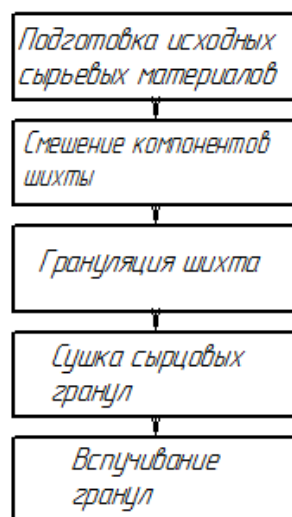 Подготовка исходных
сырьевых материалов
Смешение компонентов
шихты
Грануляция шихта
Сушка сырцовых
гранул
Вспучивание
гранул